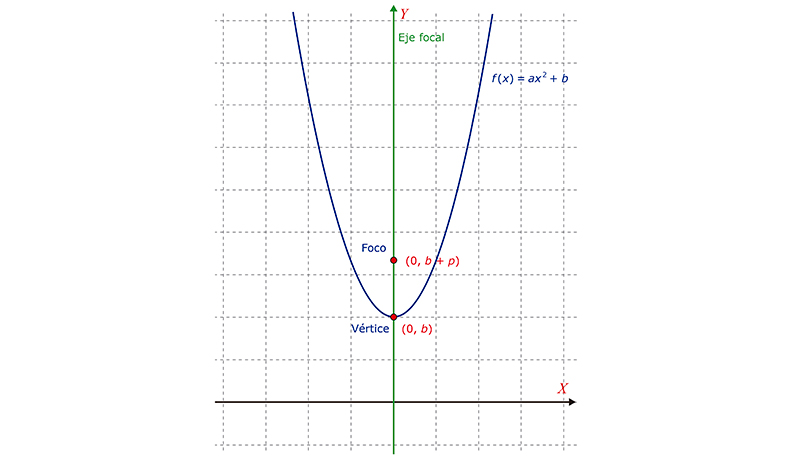 Y
Eje focal
f(x) = ax² + b
Foco
(0, b + p)
Vértice
(0, b)
X